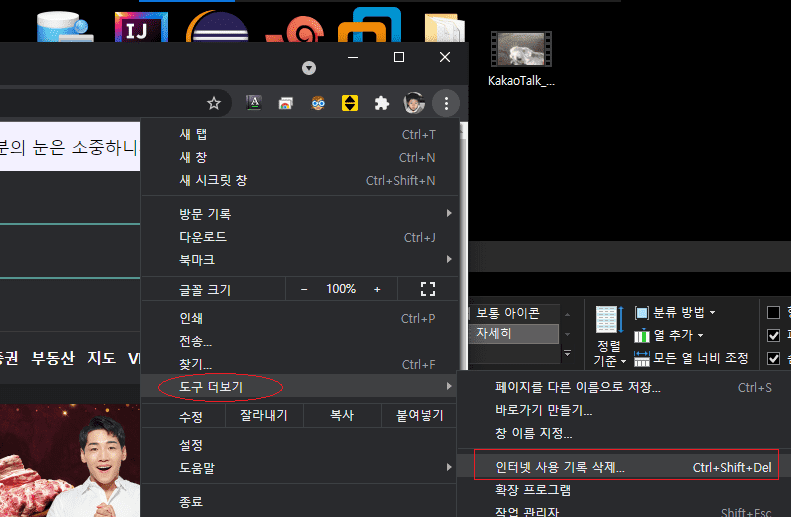 IJ
KakaoTalk_...
분의 눈은 소중하니
새 탭 Ctrl+T
새 창 Ctrl+N
새 시크릿 창 Ctrl+Shift+N
방문 기록
다운로드 Ctrl+J
북마크
글꼴 크기 − 100% +
인쇄 Ctrl+P
전송...
찾기... Ctrl+F
도구 더보기
수정 잘라내기 복사 붙여넣기
설정
도움말
종료
증권 부동산 지도
보통 아이콘
자세히
정렬
기준
분류 방법
열 추가
모든 열 너비 조정
페이지를 다른 이름으로 저장... Ctrl+S
바로가기 만들기...
창 이름 지정...
인터넷 사용 기록 삭제... Ctrl+Shift+Del
확장 프로그램
작업 관리자 Shift+Esc